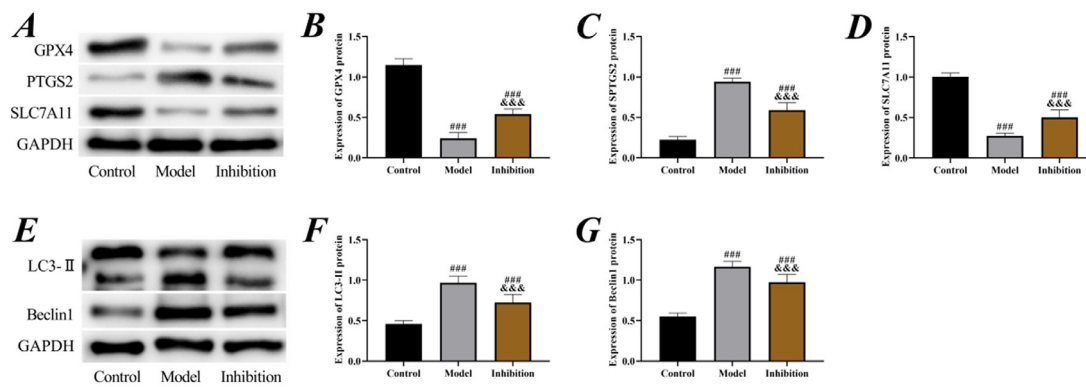 A
GPX4
PTGS2
SLC7A11
GAPDH
Control Model Inhibition
B
Expression of GPX4 protein
1.5
1.0
0.5
0.0
###
###
&&&
Control Model Inhibition
C
Expression of SPTGS2 protein
1.5
1.0
0.5
0.0
###
###
&&&
Control Model Inhibition
D
Expression of SLC7A11 protein
1.5
1.0
0.5
0.0
###
###
&&&
Control Model Inhibition
E
LC3-Ⅱ
Beclin1
GAPDH
Control Model Inhibition
F
Expression of LC3-II protein
1.5
1.0
0.5
0.0
###
###
&&&
Control Model Inhibition
G
Expression of Beclin1 protein
1.5
1.0
0.5
0.0
###
###
&&&
Control Model Inhibition